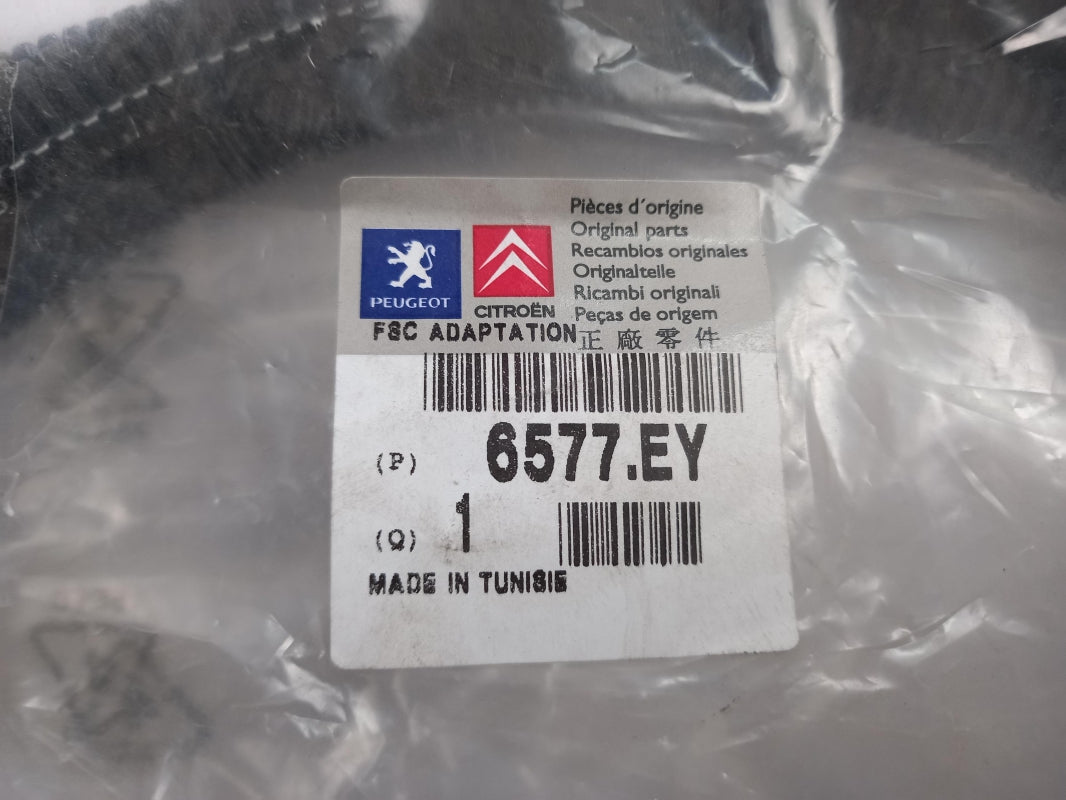 Pièces d'origine
Original parts
Recambios originales
Originalteile
Ricambi originali
Peças de origem
正廠零件
PEUGEOT
CITROËN
FSC ADAPTATION
(P) 6577.EY
(Q) 1
MADE IN TUNISIE